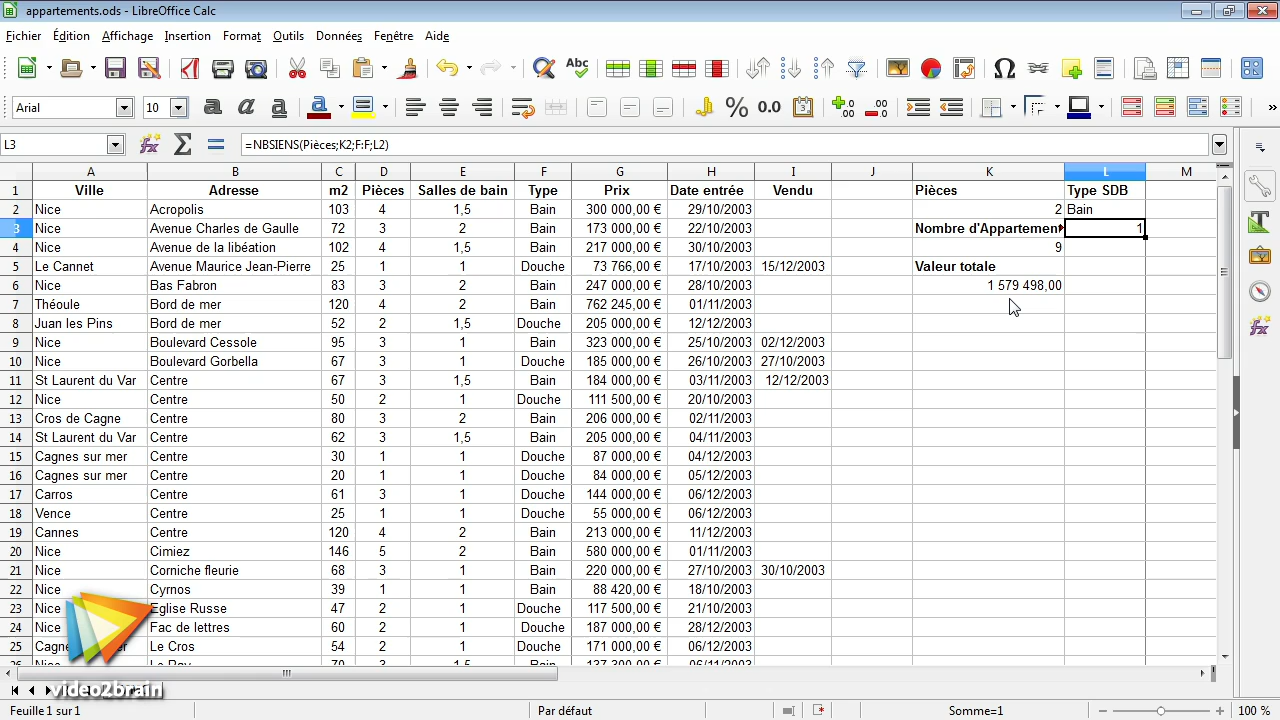 appartements.ods - LibreOffice Calc
Fichier Édition Affichage Insertion Format Outils Données Fenêtre Aide
Arial 10
L3 =NBSIENS(Pièces;K2;F:F;L2)
A B C D E F G H I J K L M
1 Ville Adresse m2 Pièces Salles de bain Type Prix Date entrée Vendu Pièces Type SDB
2 Nice Acropolis 103 4 1,5 Bain 300 000,00 € 29/10/2003 2 Bain
3 Nice Avenue Charles de Gaulle 72 3 2 Bain 173 000,00 € 22/10/2003 Nombre d'Appartemen 1
4 Nice Avenue de la libéation 102 4 1,5 Bain 217 000,00 € 30/10/2003 9
5 Le Cannet Avenue Maurice Jean-Pierre 25 1 1 Douche 73 766,00 € 17/10/2003 15/12/2003 Valeur totale
6 Nice Bas Fabron 83 3 2 Bain 247 000,00 € 28/10/2003 1 579 498,00
7 Théoule Bord de mer 120 4 2 Bain 762 245,00 € 01/11/2003
8 Juan les Pins Bord de mer 52 2 1,5 Douche 205 000,00 € 12/12/2003
9 Nice Boulevard Cessole 95 3 1 Bain 323 000,00 € 25/10/2003 02/12/2003
10 Nice Boulevard Gorbella 67 3 1 Douche 185 000,00 € 26/10/2003 27/10/2003
11 St Laurent du Var Centre 67 3 1,5 Bain 184 000,00 € 03/11/2003 12/12/2003
12 Nice Centre 50 2 1 Douche 111 500,00 € 20/10/2003
13 Cros de Cagne Centre 80 3 2 Bain 206 000,00 € 02/11/2003
14 St Laurent du Var Centre 62 3 1,5 Bain 205 000,00 € 04/11/2003
15 Cagnes sur mer Centre 30 1 1 Douche 87 000,00 € 04/12/2003
16 Cagnes sur mer Centre 20 1 1 Douche 84 000,00 € 05/12/2003
17 Carros Centre 61 3 1 Douche 144 000,00 € 06/12/2003
18 Vence Centre 25 1 1 Douche 55 000,00 € 06/12/2003
19 Cannes Centre 120 4 2 Bain 213 000,00 € 11/12/2003
20 Nice Cimiez 146 5 2 Bain 580 000,00 € 01/11/2003
21 Nice Corniche fleurie 68 3 1 Bain 220 000,00 € 27/10/2003 30/10/2003
22 Nice Cyrnos 39 1 1 Bain 88 420,00 € 18/10/2003
23 Nice Eglise Russe 47 2 1 Douche 117 500,00 € 21/10/2003
24 Nice Fac de lettres 60 2 1 Douche 187 000,00 € 28/12/2003
25 Le Cros 54 2 1 Douche 171 000,00 € 06/12/2003
video2brain
Feuille 1 sur 1 Par défaut Somme=1 100 %